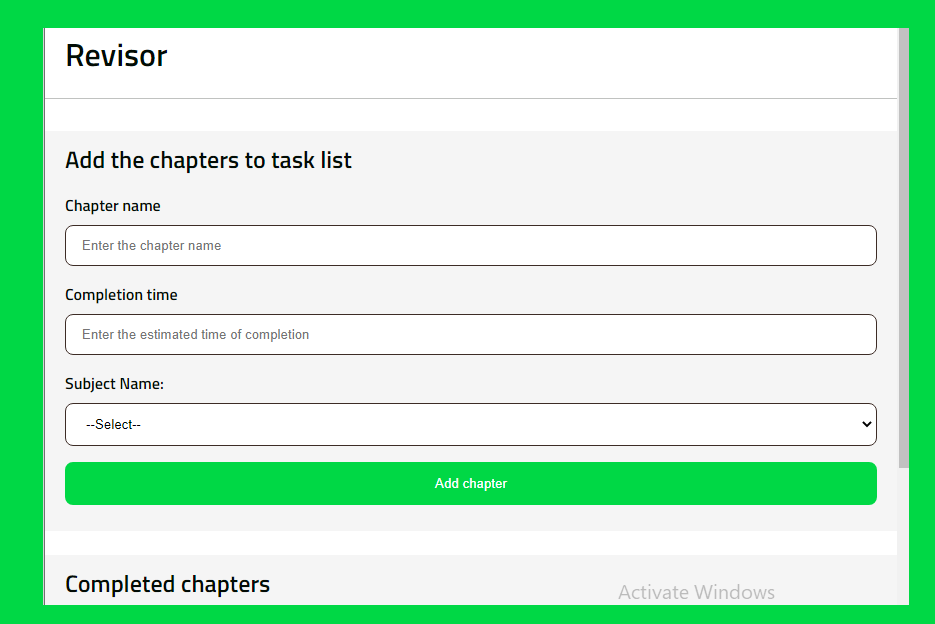 Revisor
Add the chapters to task list
Chapter name
Enter the chapter name
Completion time
Enter the estimated time of completion
Subject Name:
--Select--
Add chapter
Completed chapters
Activate Windows